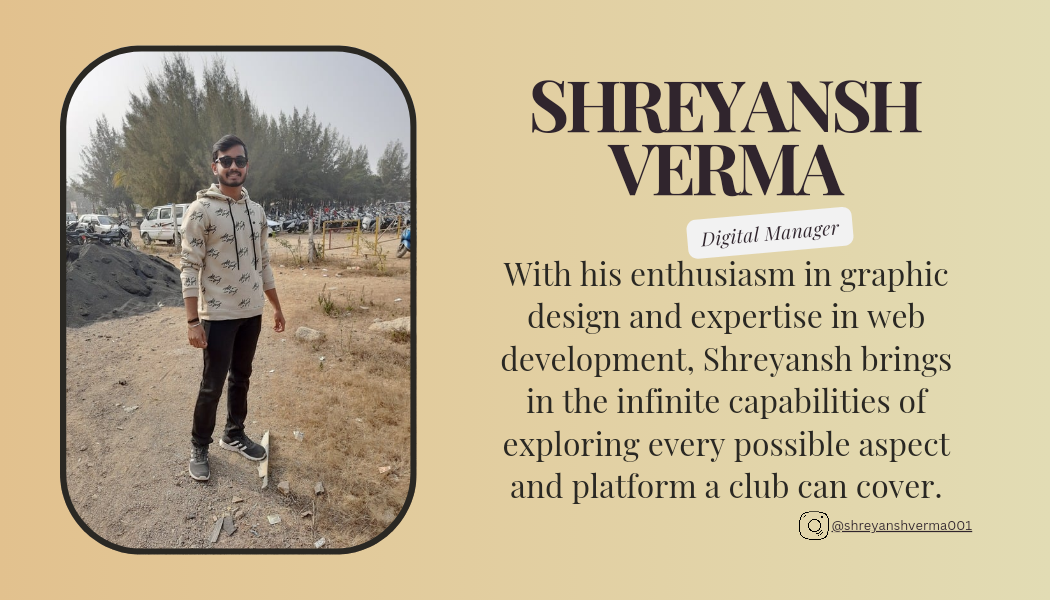 SHREYANSH
VERMA
Digital Manager
With his enthusiasm in graphic
design and expertise in web
development, Shreyansh brings
in the infinite capabilities of
exploring every possible aspect
and platform a club can cover.
@shreyanshverma001